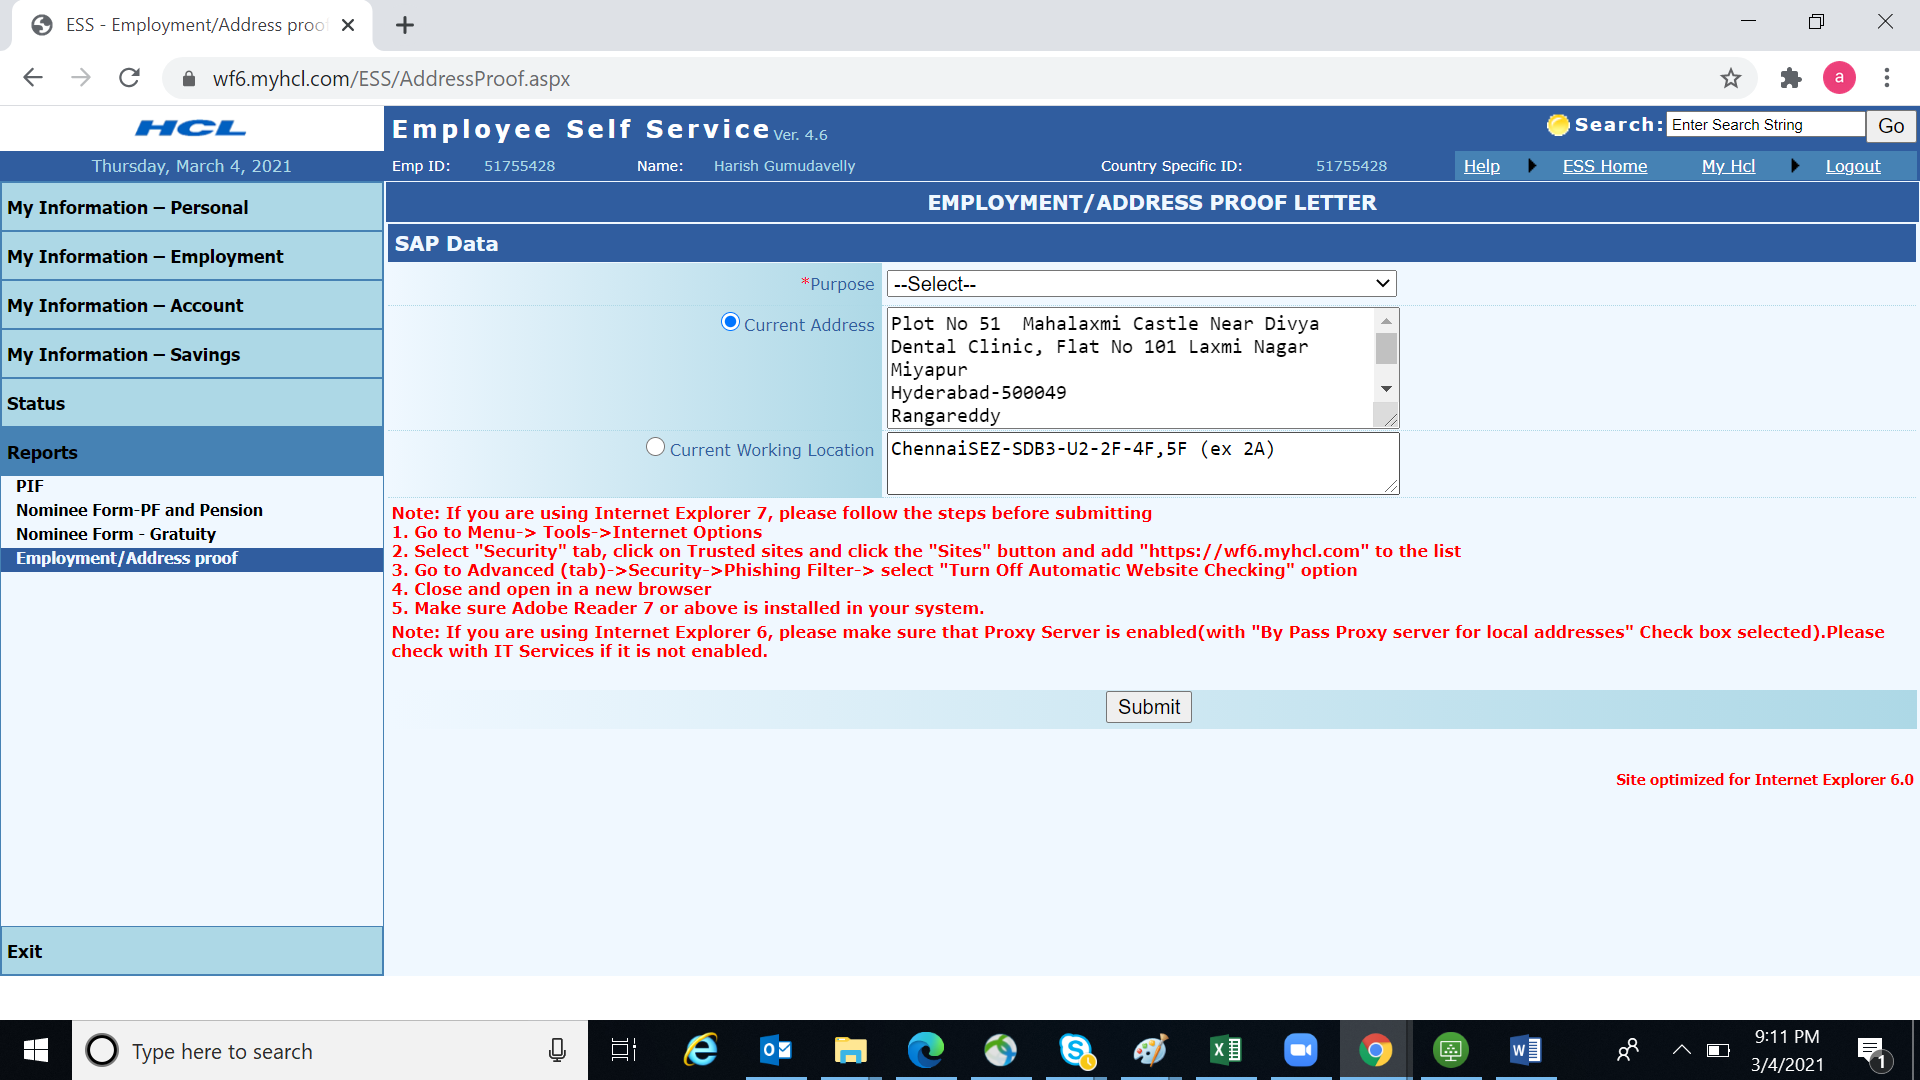 ESS - Employment/Address proo
wf6.myhcl.com/ESS/AddressProof.aspx
a
HCL
Employee Self Service Ver. 4.6
Search: Enter Search String Go
Thursday, March 4, 2021
Emp ID: 51755428 Name: Harish Gumudavelly Country Specific ID: 51755428 Help ESS Home My Hcl Logout
My Information – Personal
My Information – Employment
My Information – Account
My Information – Savings
Status
Reports
PIF
Nominee Form-PF and Pension
Nominee Form - Gratuity
Employment/Address proof
Exit
EMPLOYMENT/ADDRESS PROOF LETTER
SAP Data
*Purpose --Select--
Current Address
Plot No 51  Mahalaxmi Castle Near Divya
Dental Clinic, Flat No 101 Laxmi Nagar
Miyapur
Hyderabad-500049
Rangareddy
Current Working Location ChennaiSEZ-SDB3-U2-2F-4F,5F (ex 2A)
Note: If you are using Internet Explorer 7, please follow the steps before submitting
1. Go to Menu-> Tools->Internet Options
2. Select "Security" tab, click on Trusted sites and click the "Sites" button and add "https://wf6.myhcl.com" to the list
3. Go to Advanced (tab)->Security->Phishing Filter-> select "Turn Off Automatic Website Checking" option
4. Close and open in a new browser
5. Make sure Adobe Reader 7 or above is installed in your system.
Note: If you are using Internet Explorer 6, please make sure that Proxy Server is enabled(with "By Pass Proxy server for local addresses" Check box selected).Please
check with IT Services if it is not enabled.
Submit
Site optimized for Internet Explorer 6.0
Type here to search
9:11 PM
3/4/2021
1